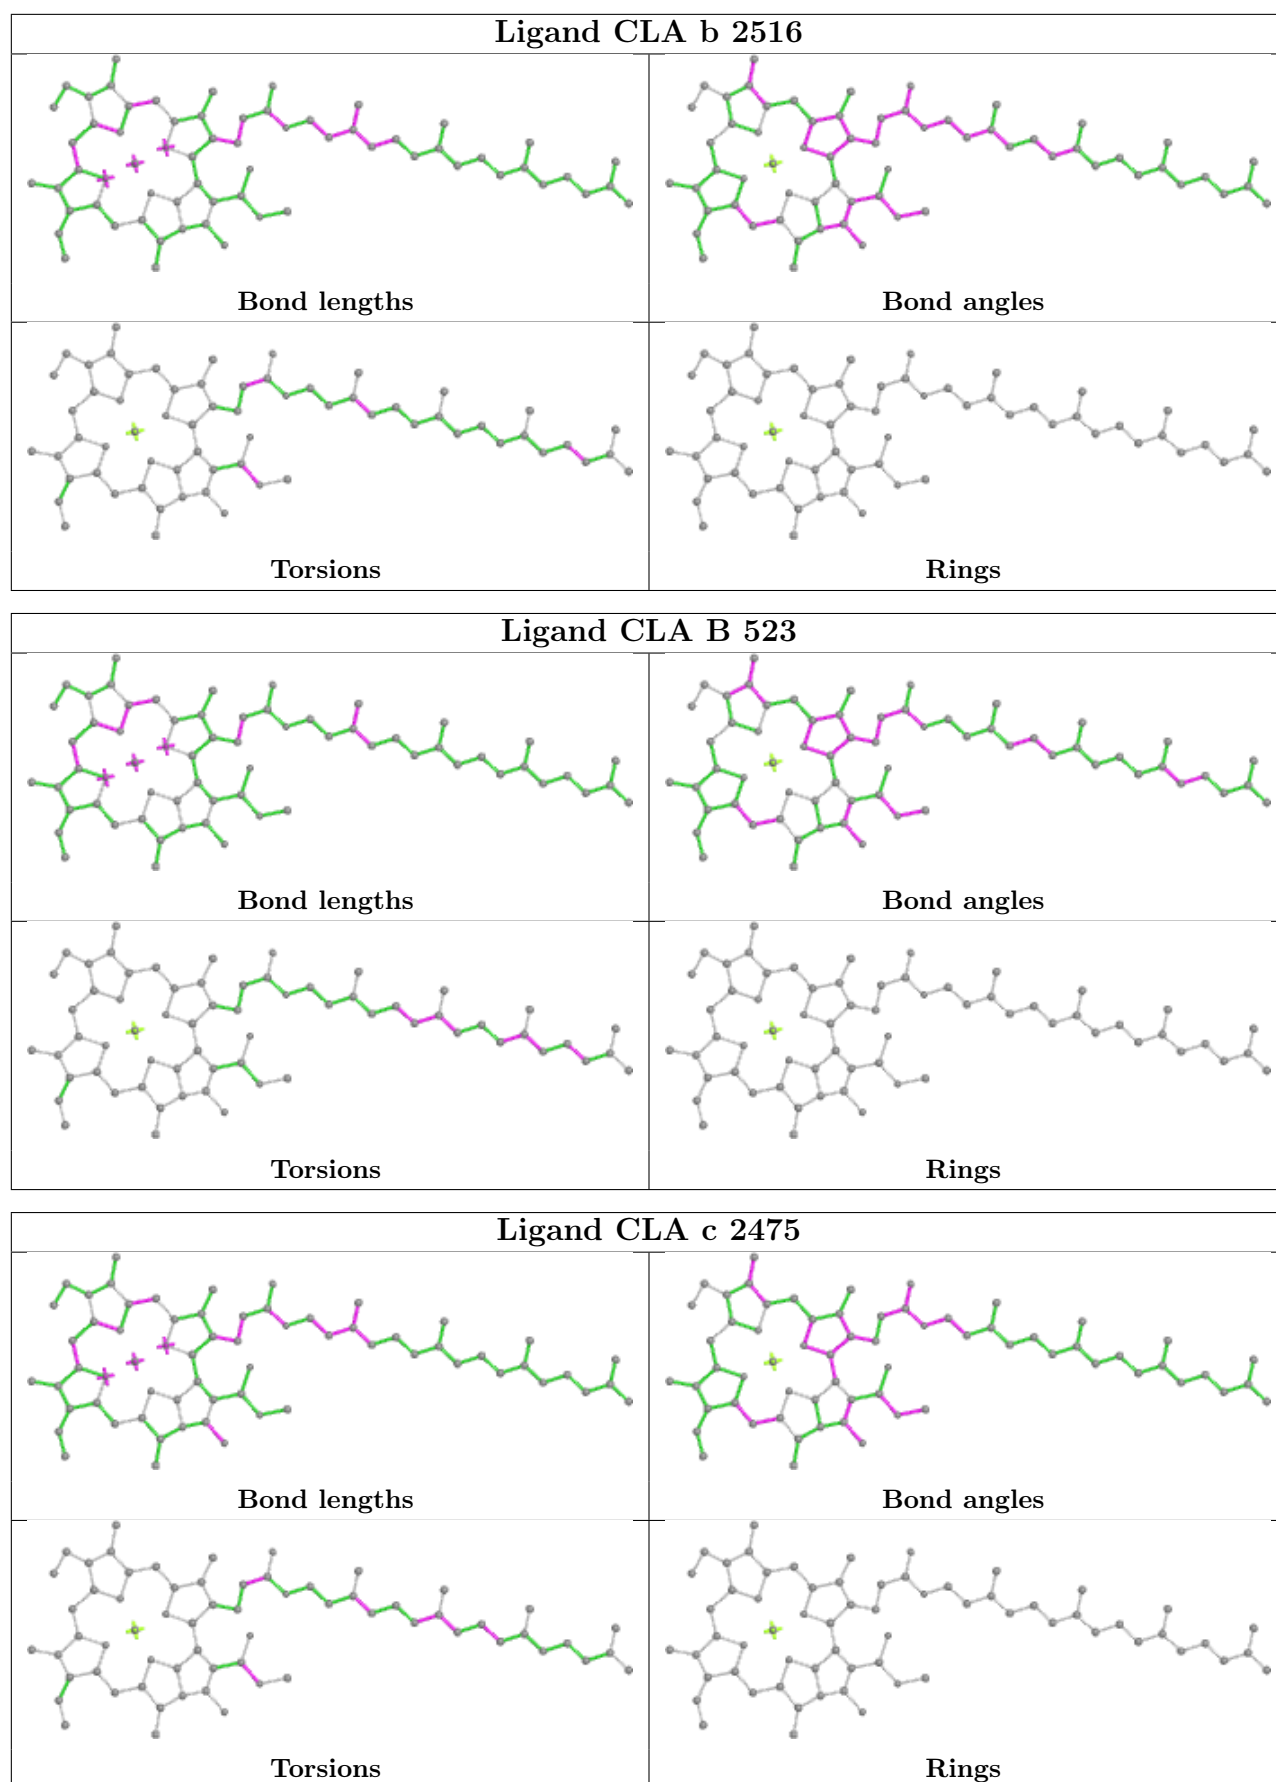 Ligand CLA b 2516
Bond lengths
Bond angles
Torsions
Rings
Ligand CLA B 523
Bond lengths
Bond angles
Torsions
Rings
Ligand CLA c 2475
Bond lengths
Bond angles
Torsions
Rings